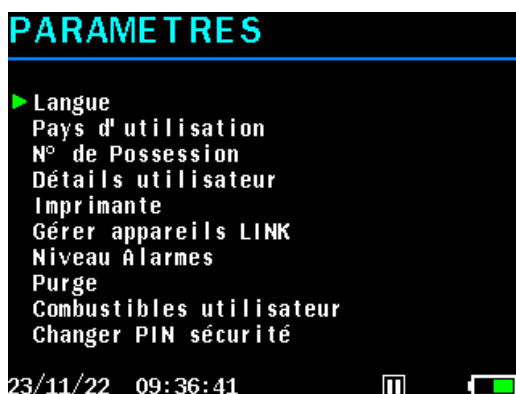 PARAMETRES
Langue
Pays d'utilisation
N° de Possession
Détails utilisateur
Imprimante
Gérer appareils LINK
Niveau Alarmes
Purge
Combustibles utilisateur
Changer PIN sécurité
23/11/22 09:36:41